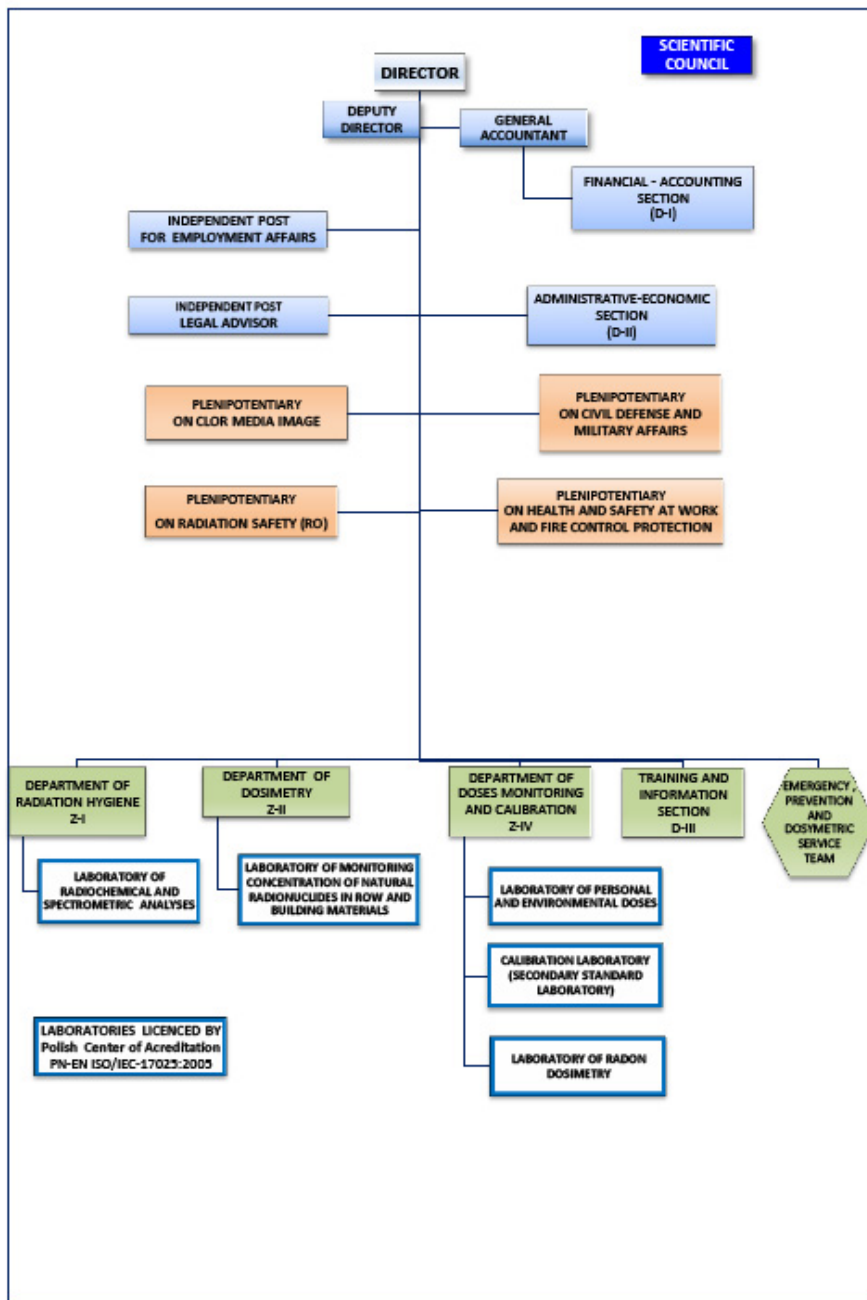 SCIENTIFIC
COUNCIL
DIRECTOR
DEPUTY
DIRECTOR
GENERAL
ACCOUNTANT
FINANCIAL - ACCOUNTING
SECTION
(D-I)
INDEPENDENT POST
FOR EMPLOYMENT AFFAIRS
INDEPENDENT POST
LEGAL ADVISOR
ADMINISTRATIVE-ECONOMIC
SECTION
(D-II)
PLENIPOTENTIARY
ON CLOR MEDIA IMAGE
PLENIPOTENTIARY
ON CIVIL DEFENSE AND
MILITARY AFFAIRS
PLENIPOTENTIARY
ON RADIATION SAFETY (RO)
PLENIPOTENTIARY
ON HEALTH AND SAFETY AT WORK
AND FIRE CONTROL PROTECTION
DEPARTMENT OF
RADIATION HYGIENE
Z-I
DEPARTMENT OF
DOSIMETRY
Z-II
DEPARTMENT OF
DOSES MONITORING
AND CALIBRATION
Z-IV
TRAINING AND
INFORMATION
SECTION
D-III
EMERGENCY ,
PREVENTION
AND
DOSYMETRIC
SERVICE
TEAM
LABORATORY OF
RADIOCHEMICAL AND
SPECTROMETRIC ANALYSES
LABORATORY OF MONITORING
CONCENTRATION OF NATURAL
RADIONUCLIDES IN ROW AND
BUILDING MATERIALS
LABORATORY OF PERSONAL
AND ENVIRONMENTAL DOSES
CALIBRATION LABORATORY
(SECONDARY STANDARD
LABORATORY)
LABORATORY OF RADON
DOSIMETRY
LABORATORIES LICENCED BY
Polish Center of Acreditation
PN-EN ISO/IEC-17025:2005